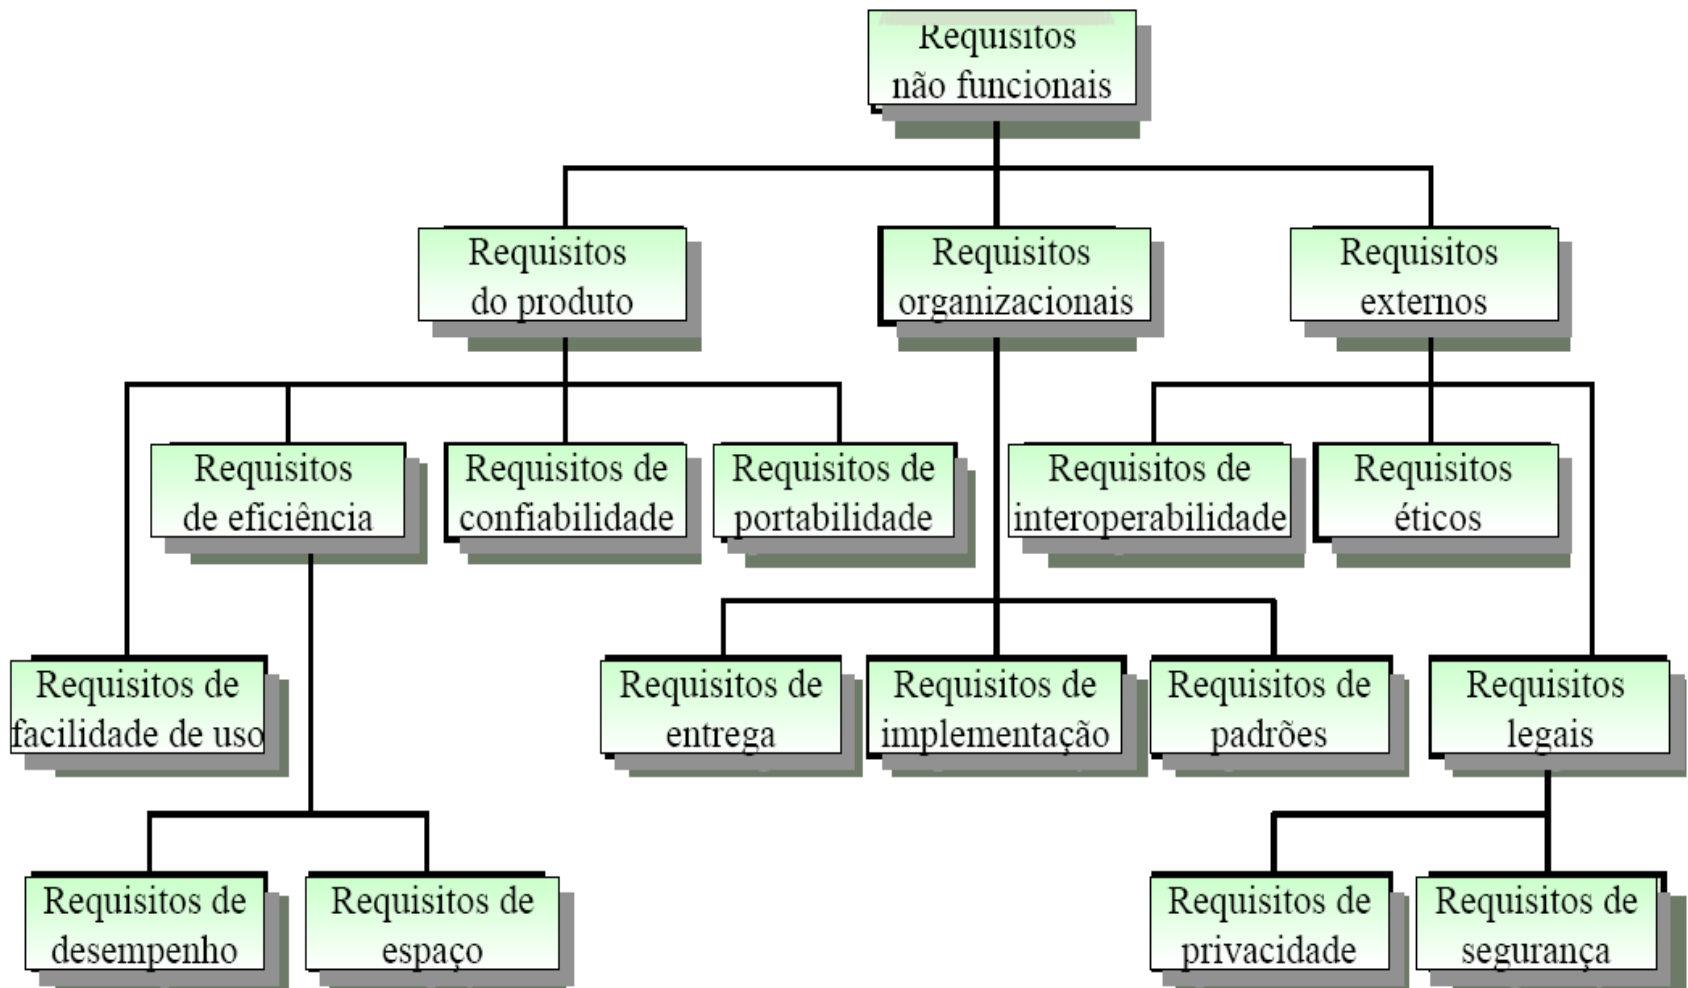 Requisitos
não funcionais
Requisitos
do produto
Requisitos
organizacionais
Requisitos
externos
Requisitos
de eficiência
Requisitos de
confiabilidade
Requisitos de
portabilidade
Requisitos de
interoperabilidade
Requisitos
éticos
Requisitos de
facilidade de uso
Requisitos de
entrega
Requisitos de
implementação
Requisitos de
padrões
Requisitos
legais
Requisitos de
desempenho
Requisitos de
espaço
Requisitos de
privacidade
Requisitos de
segurança